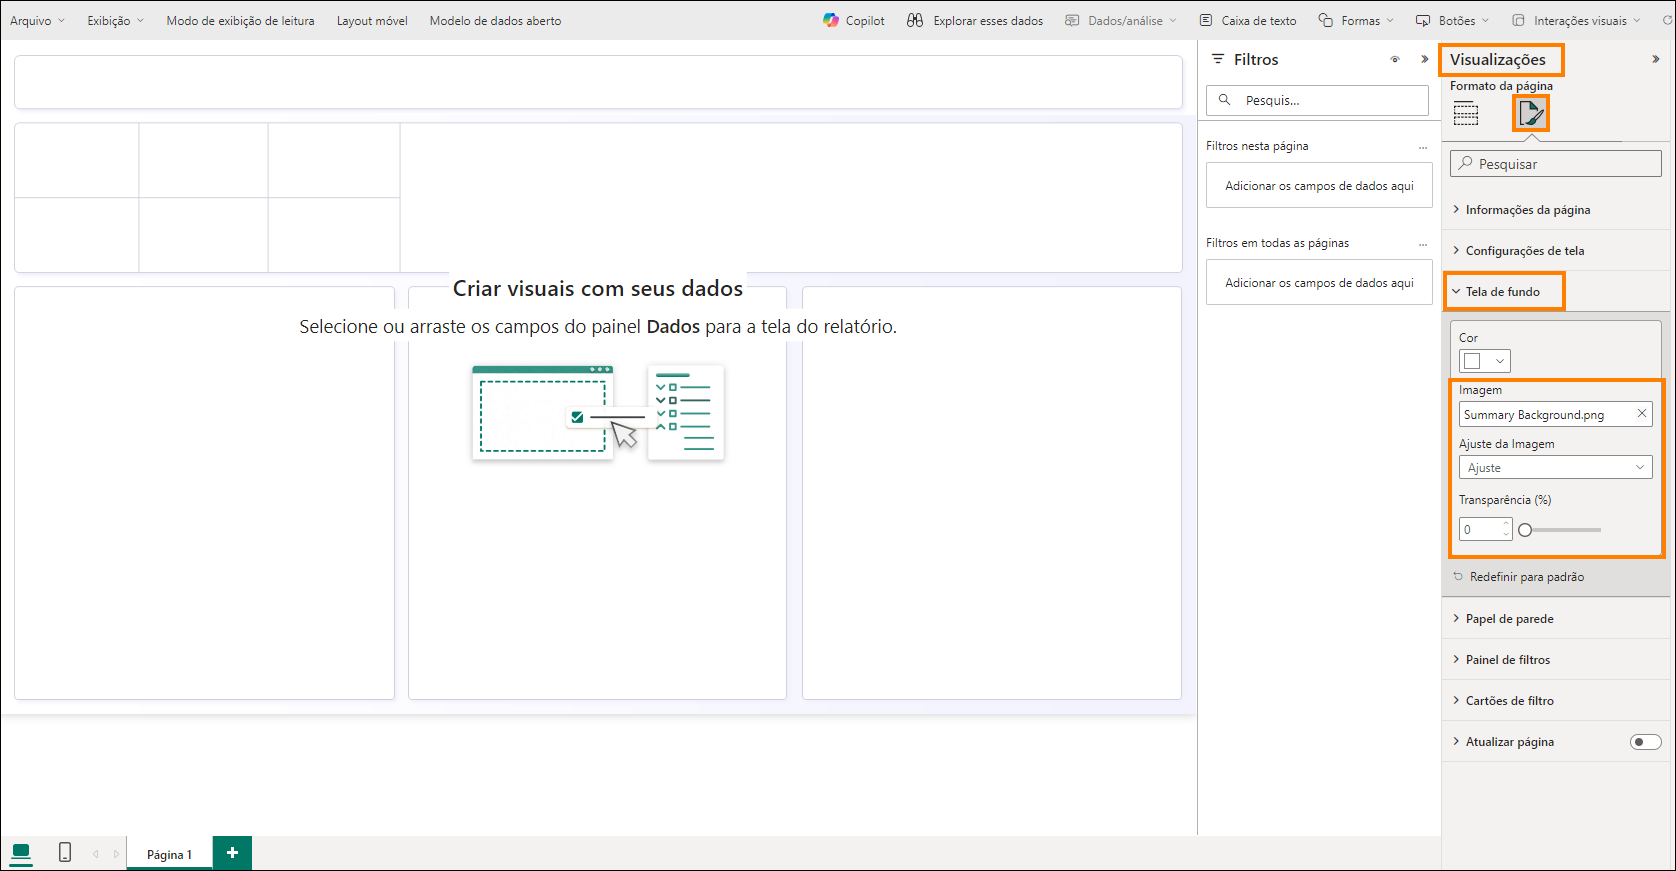 Arquivo Exibição Modo de exibição de leitura Layout móvel Modelo de dados aberto Copilot Explorar esses dados Dados/análise Caixa de texto Formas Botões Interações visuais
Criar visuais com seus dados
Selecione ou arraste os campos do painel Dados para a tela do relatório.
Filtros
Pesquis...
Filtros nesta página
...
Adicionar os campos de dados aqui
Filtros em todas as páginas
...
Adicionar os campos de dados aqui
Visualizações
Formato da página
Pesquisar
Informações da página
Configurações de tela
Tela de fundo
Cor
Imagem
Summary Background.png
Ajuste da Imagem
Ajuste
Transparência (%)
0
Redefinir para padrão
Papel de parede
Painel de filtros
Cartões de filtro
Atualizar página
Página 1
+